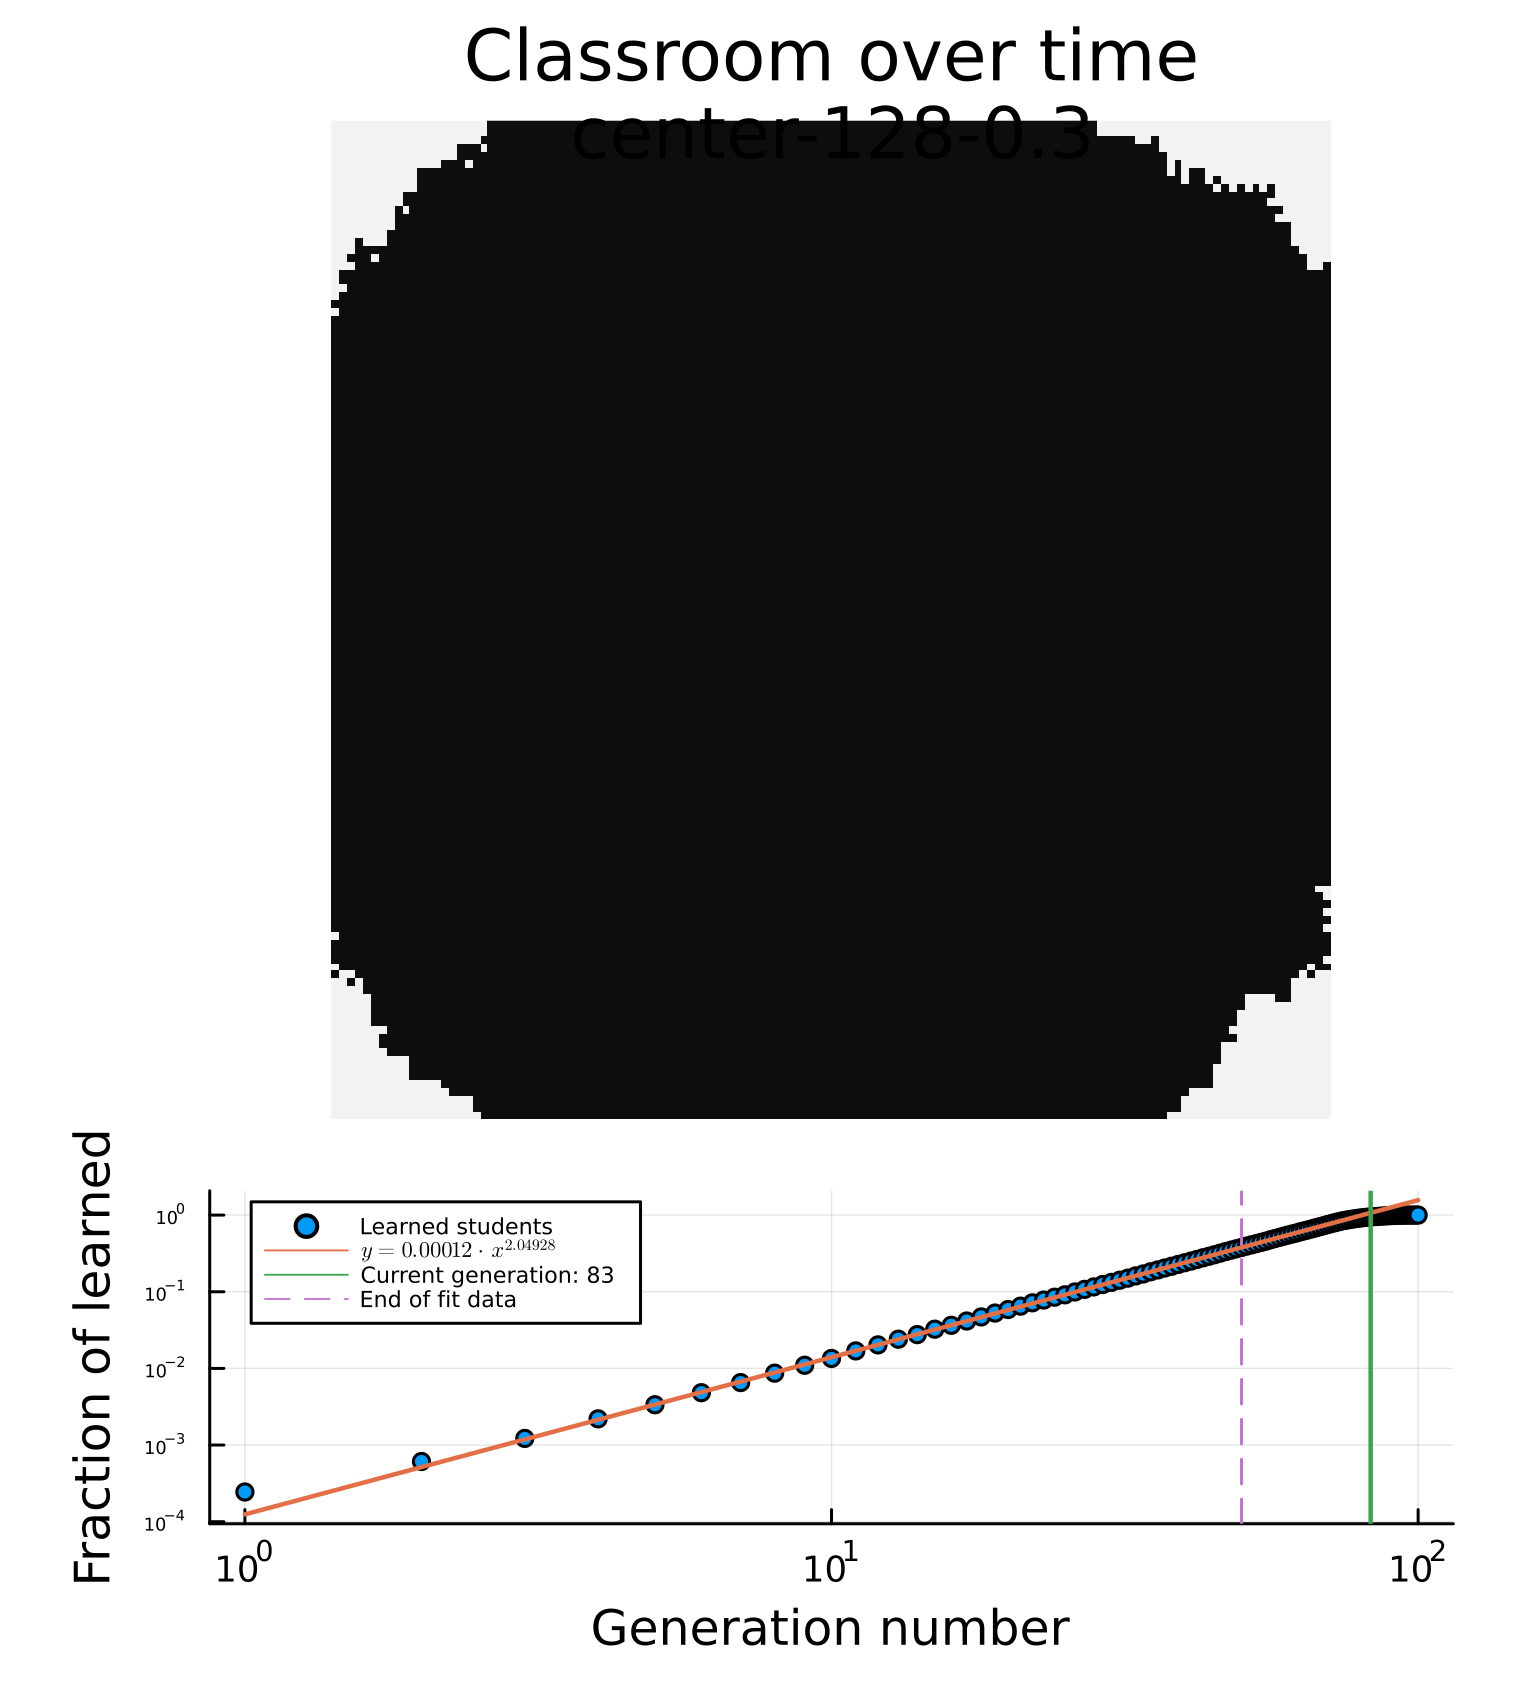 Classroom over time
center-128-0.3
Fraction of learned
10^0
10^-1
10^-2
10^-3
10^-4
Learned students
y = 0.00012 · x^2.04928
Current generation: 83
End of fit data
10^0 10^1 10^2
Generation number